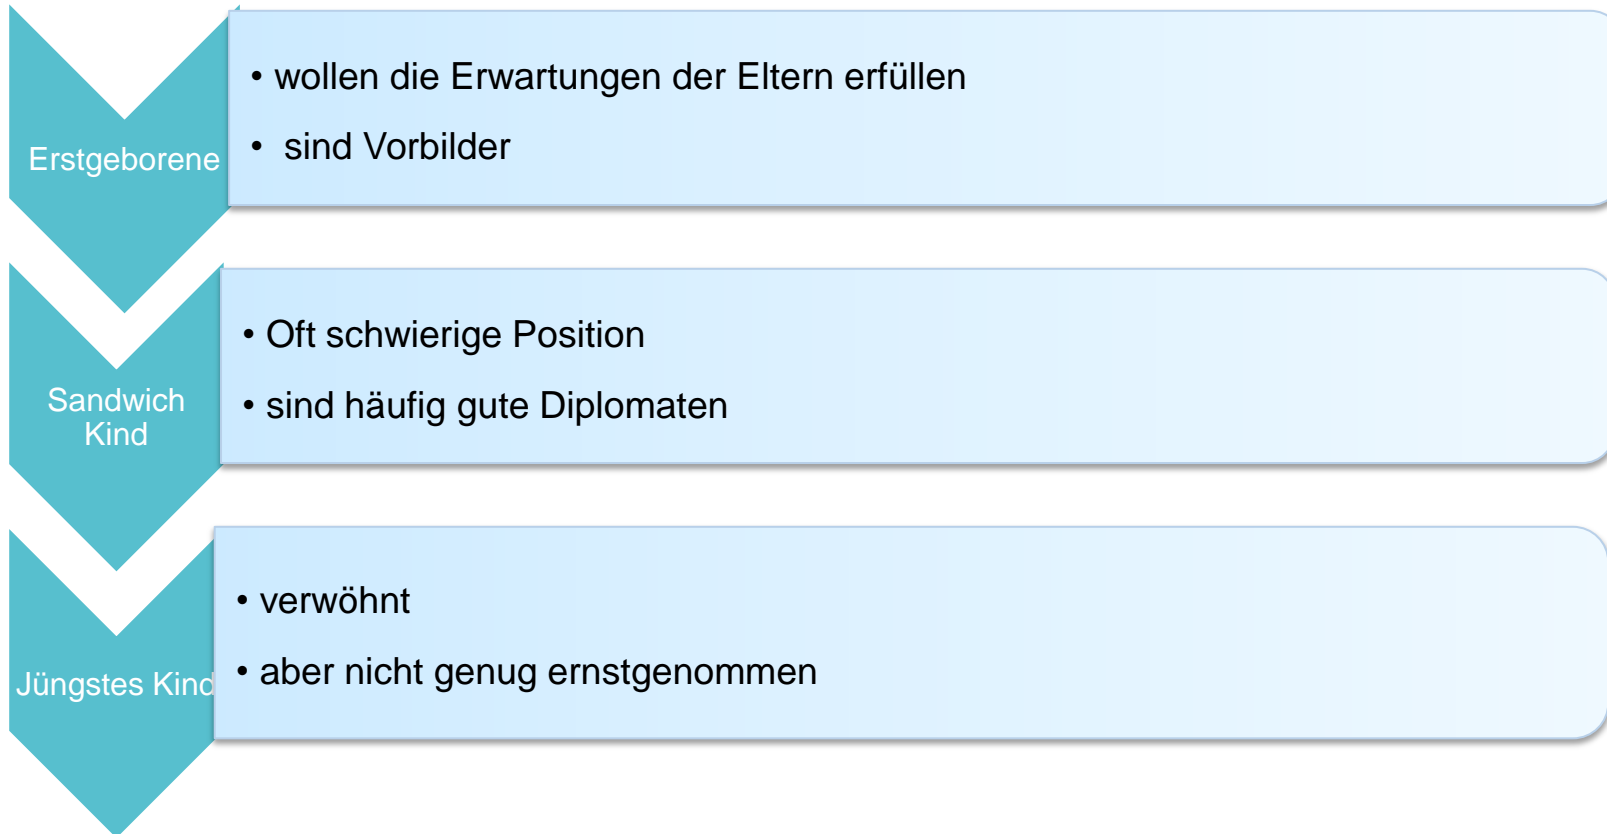 Erstgeborene
• wollen die Erwartungen der Eltern erfüllen
• sind Vorbilder
Sandwich
Kind
• Oft schwierige Position
• sind häufig gute Diplomaten
Jüngstes Kind
• verwöhnt
• aber nicht genug ernstgenommen